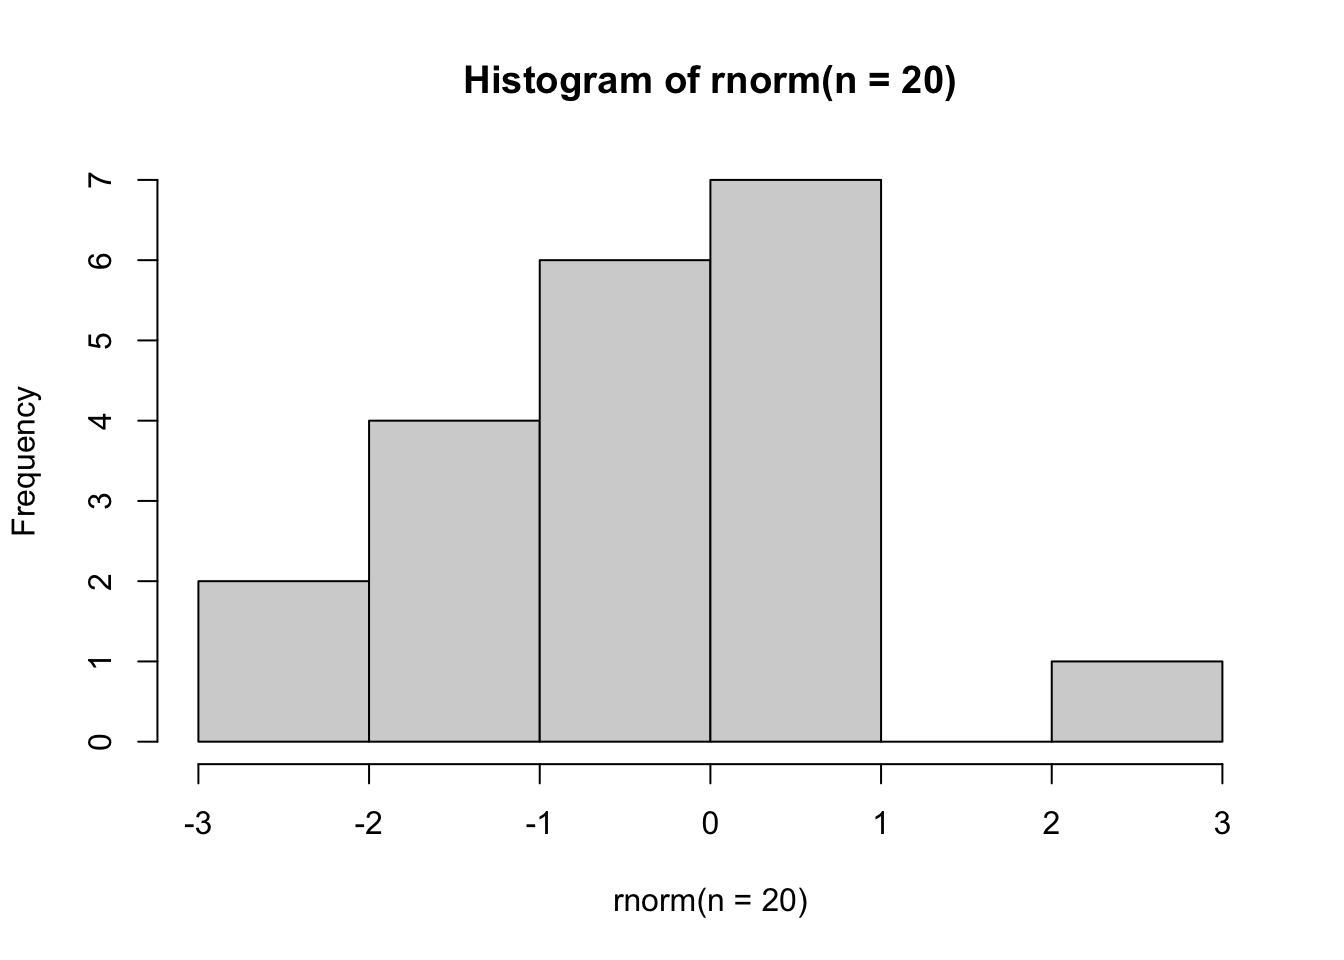 Histogram of rnorm(n = 20)
7
6
5
4
3
2
1
0
Frequency
-3 -2 -1 0 1 2 3
rnorm(n = 20)